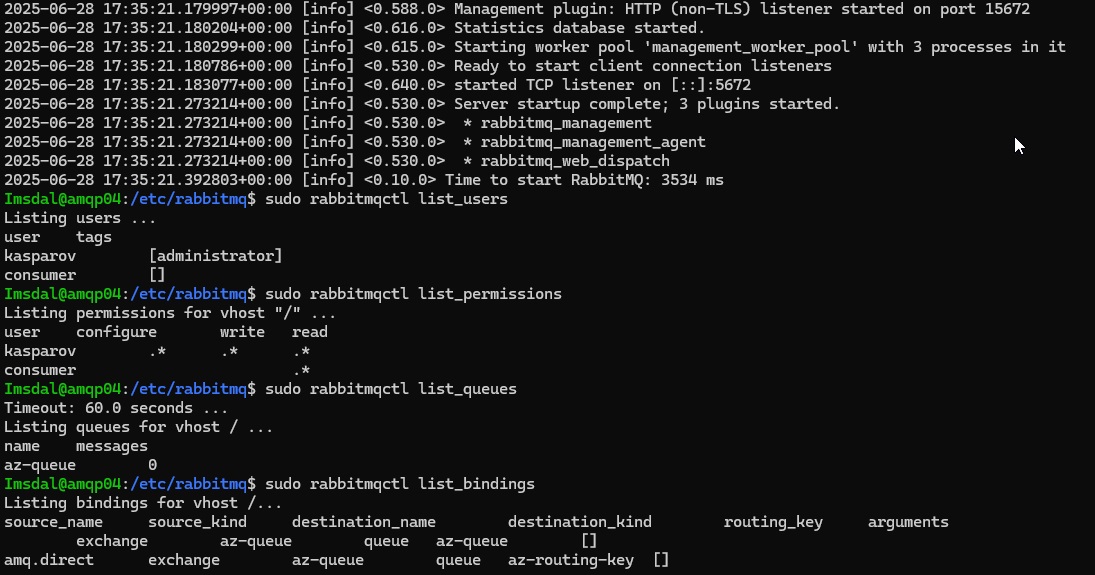 2025-06-28 17:35:21.179997+00:00 [info] <0.588.0> Management plugin: HTTP (non-TLS) listener started on port 15672
2025-06-28 17:35:21.180204+00:00 [info] <0.616.0> Statistics database started.
2025-06-28 17:35:21.180299+00:00 [info] <0.615.0> Starting worker pool 'management_worker_pool' with 3 processes in it
2025-06-28 17:35:21.180786+00:00 [info] <0.530.0> Ready to start client connection listeners
2025-06-28 17:35:21.183077+00:00 [info] <0.640.0> started TCP listener on [::]:5672
2025-06-28 17:35:21.273214+00:00 [info] <0.530.0> Server startup complete; 3 plugins started.
2025-06-28 17:35:21.273214+00:00 [info] <0.530.0>  * rabbitmq_management
2025-06-28 17:35:21.273214+00:00 [info] <0.530.0>  * rabbitmq_management_agent
2025-06-28 17:35:21.273214+00:00 [info] <0.530.0>  * rabbitmq_web_dispatch
2025-06-28 17:35:21.392803+00:00 [info] <0.10.0> Time to start RabbitMQ: 3534 ms
Imsdal@amqp04:/etc/rabbitmq$ sudo rabbitmqctl list_users
Listing users ...
user    tags
kasparov        [administrator]
consumer        []
Imsdal@amqp04:/etc/rabbitmq$ sudo rabbitmqctl list_permissions
Listing permissions for vhost "/" ...
user    configure       write   read
kasparov        .*      .*      .*
consumer                        .*
Imsdal@amqp04:/etc/rabbitmq$ sudo rabbitmqctl list_queues
Timeout: 60.0 seconds ...
Listing queues for vhost / ...
name    messages
az-queue        0
Imsdal@amqp04:/etc/rabbitmq$ sudo rabbitmqctl list_bindings
Listing bindings for vhost /...
source_name     source_kind     destination_name        destination_kind        routing_key     arguments
        exchange        az-queue        queue   az-queue        []
amq.direct      exchange        az-queue        queue   az-routing-key  []